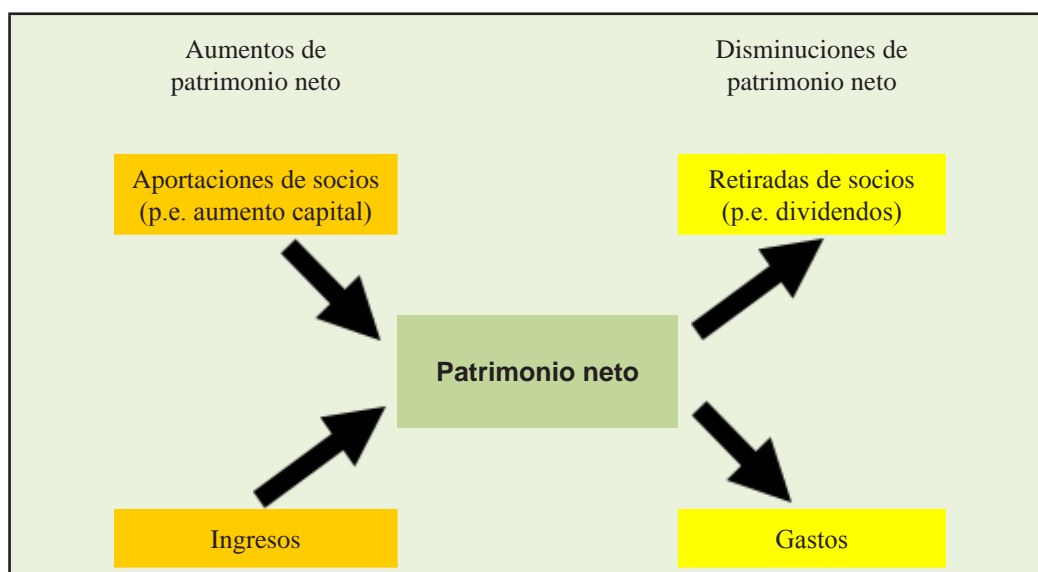 Aumentos de
patrimonio neto
Disminuciones de
patrimonio neto
Aportaciones de socios
(p.e. aumento capital)
Retiradas de socios
(p.e. dividendos)
Patrimonio neto
Ingresos
Gastos